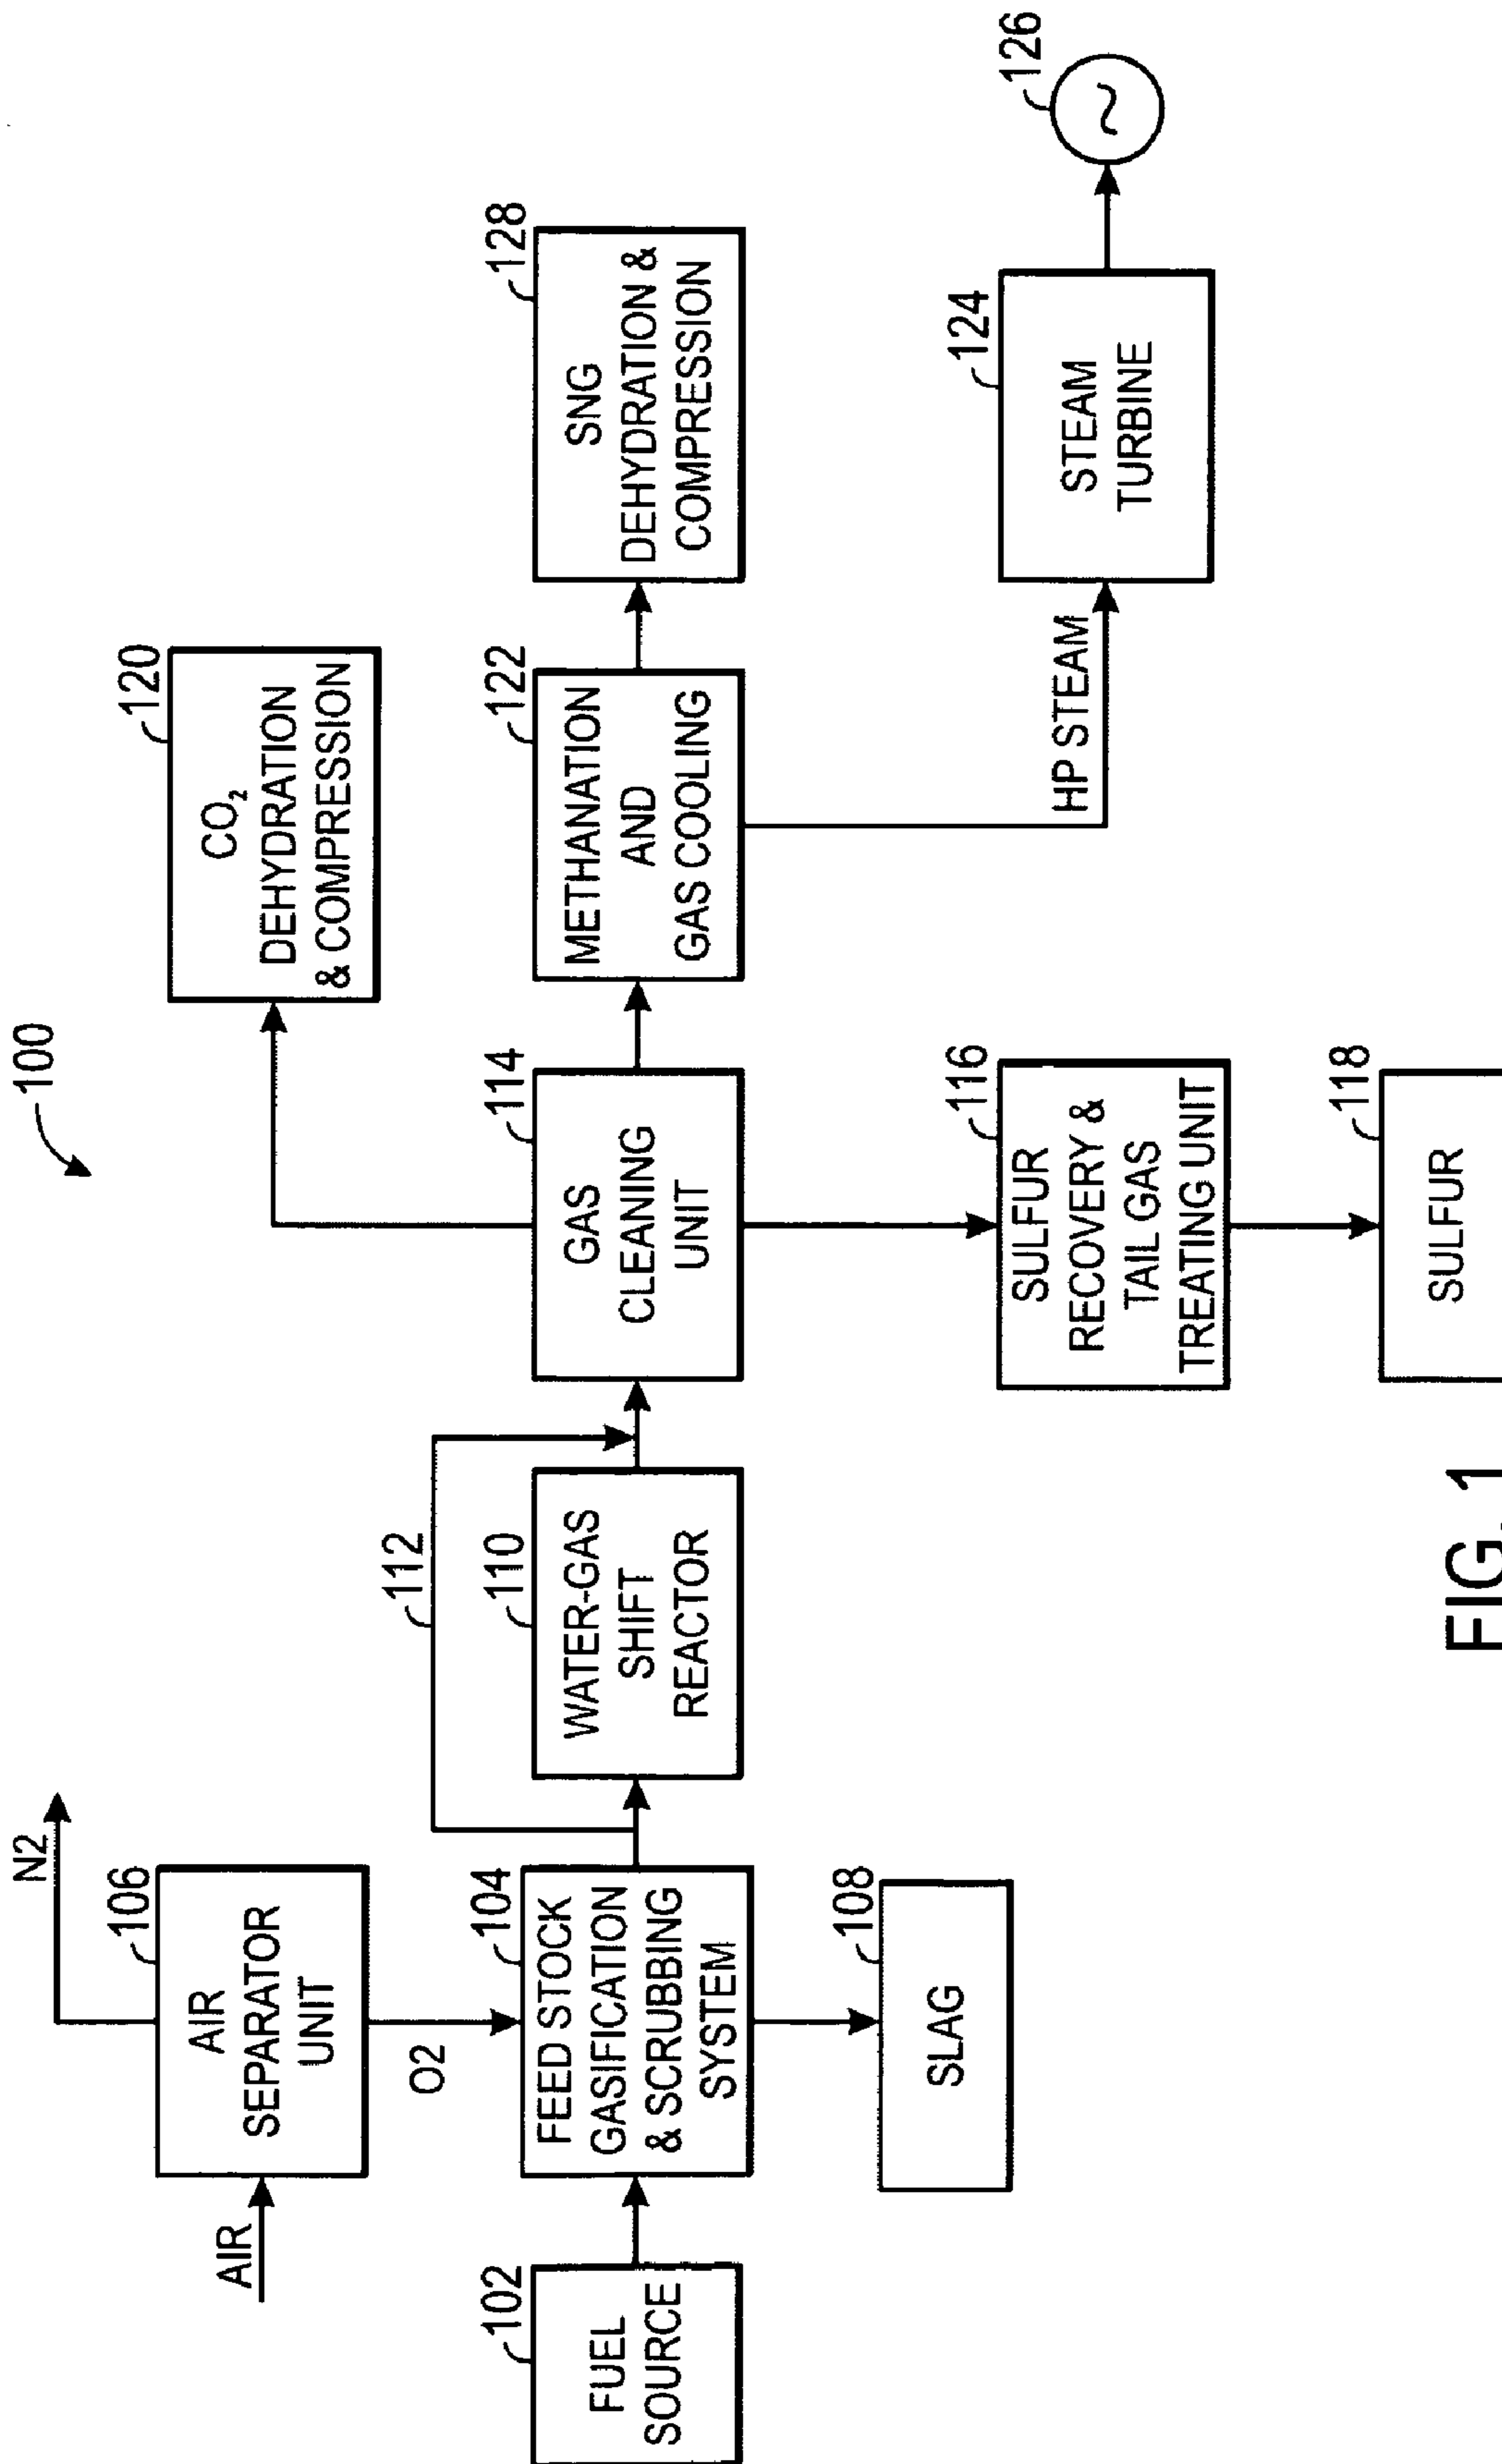 100
N2
106
AIR
SEPARATOR
UNIT
AIR
O2
102
FUEL
SOURCE
104
FEED STOCK
GASIFICATION
& SCRUBBING
SYSTEM
108
SLAG
112
110
WATER-GAS
SHIFT
REACTOR
114
GAS
CLEANING
UNIT
116
SULFUR
RECOVERY &
TAIL GAS
TREATING UNIT
118
SULFUR
120
CO₂
DEHYDRATION
& COMPRESSION
122
METHANATION
AND
GAS COOLING
HP STEAM
128
SNG
DEHYDRATION &
COMPRESSION
124
STEAM
TURBINE
126
~
FIG. 1